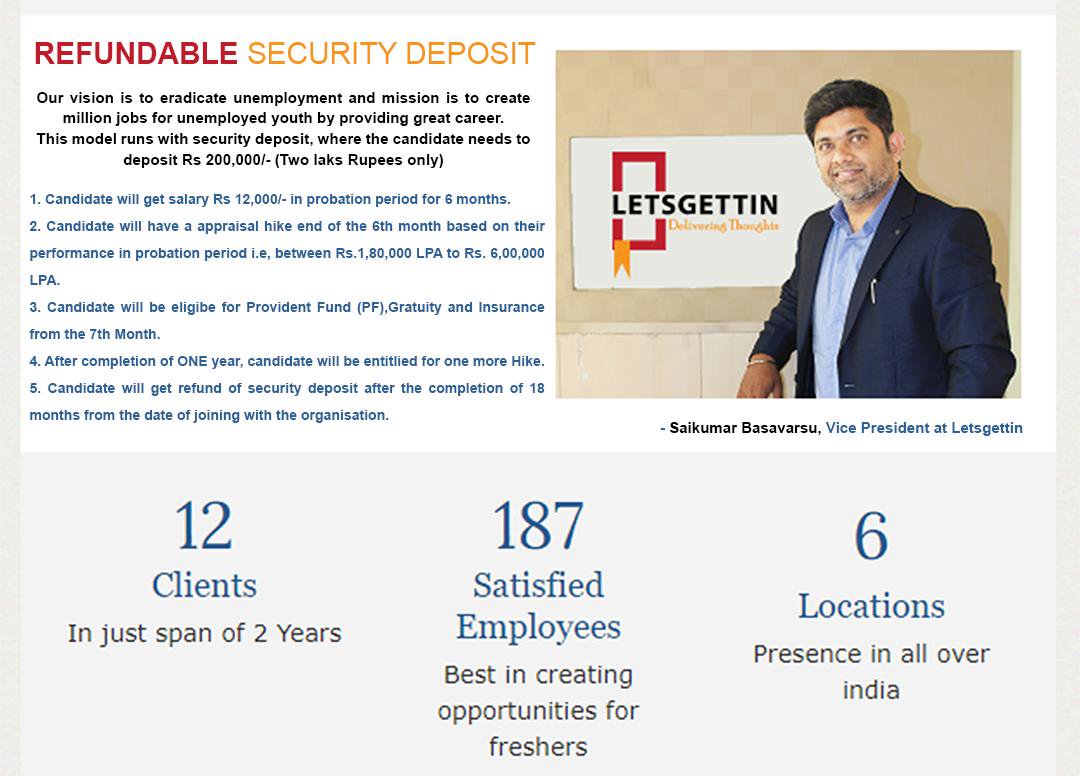 REFUNDABLE SECURITY DEPOSIT
Our vision is to eradicate unemployment and mission is to create
million jobs for unemployed youth by providing great career.
This model runs with security deposit, where the candidate needs to
deposit Rs 200,000/- (Two laks Rupees only)
1. Candidate will get salary Rs 12,000/- in probation period for 6 months.
2. Candidate will have a appraisal hike end of the 6th month based on their
performance in probation period i.e, between Rs.1,80,000 LPA to Rs. 6,00,000
LPA.
3. Candidate will be eligibe for Provident Fund (PF),Gratuity and Insurance
from the 7th Month.
4. After completion of ONE year, candidate will be entitlied for one more Hike.
5. Candidate will get refund of security deposit after the completion of 18
months from the date of joining with the organisation.
LETSGETTIN
Delivering Thoughts
- Saikumar Basavarsu, Vice President at Letsgettin
12
Clients
In just span of 2 Years
187
Satisfied
Employees
Best in creating
opportunities for
freshers
6
Locations
Presence in all over
india